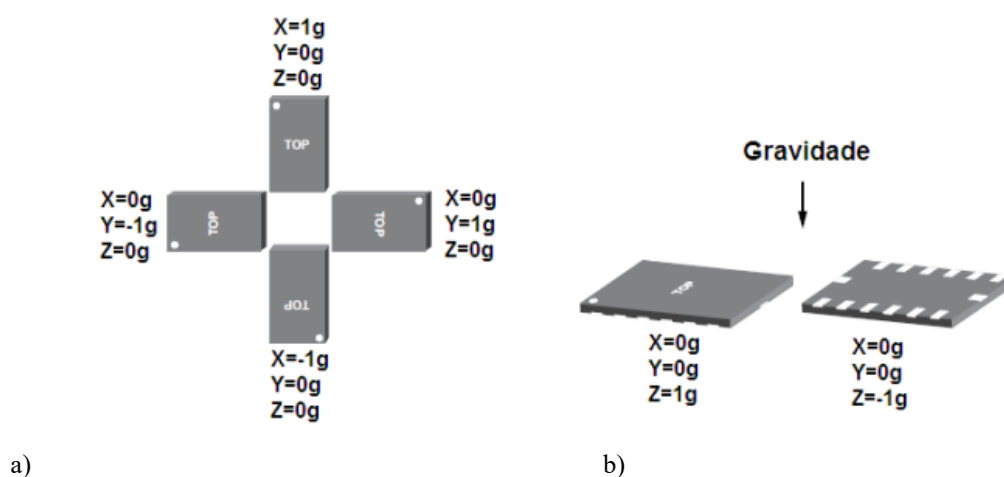 X=1g
Y=0g
Z=0g
TOP
X=0g
Y=-1g
Z=0g
TOP
TOP
X=0g
Y=1g
Z=0g
TOP
X=-1g
Y=0g
Z=0g
a)
Gravidade
TOP
X=0g
Y=0g
Z=1g
X=0g
Y=0g
Z=-1g
b)